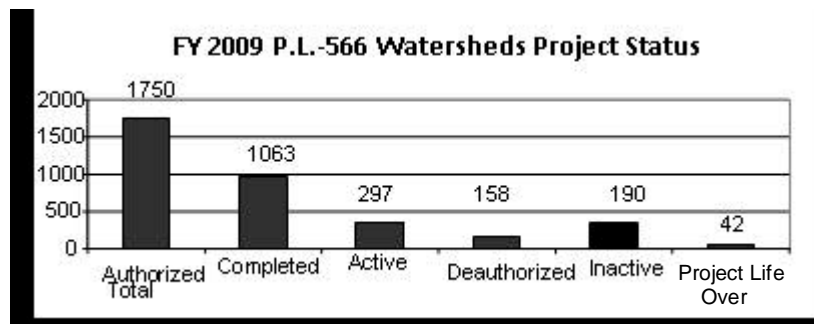 FY 2009 P.L.-566 Watersheds Project Status
2000
1500
1000
500
0
1750
1063
297
158
190
42
Authorized Total
Completed
Active
Deauthorized
Inactive
Project Life
Over